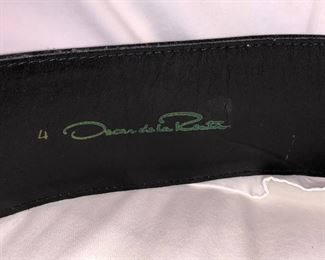 4 Oscar de la Renta